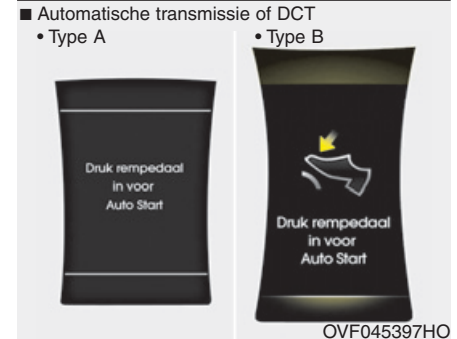 ■ Automatische transmissie of DCT
• Type A
• Type B
Druk rempedaal
in voor
Auto Start
Druk rempedaal
in voor
Auto Start
OVF045397HO